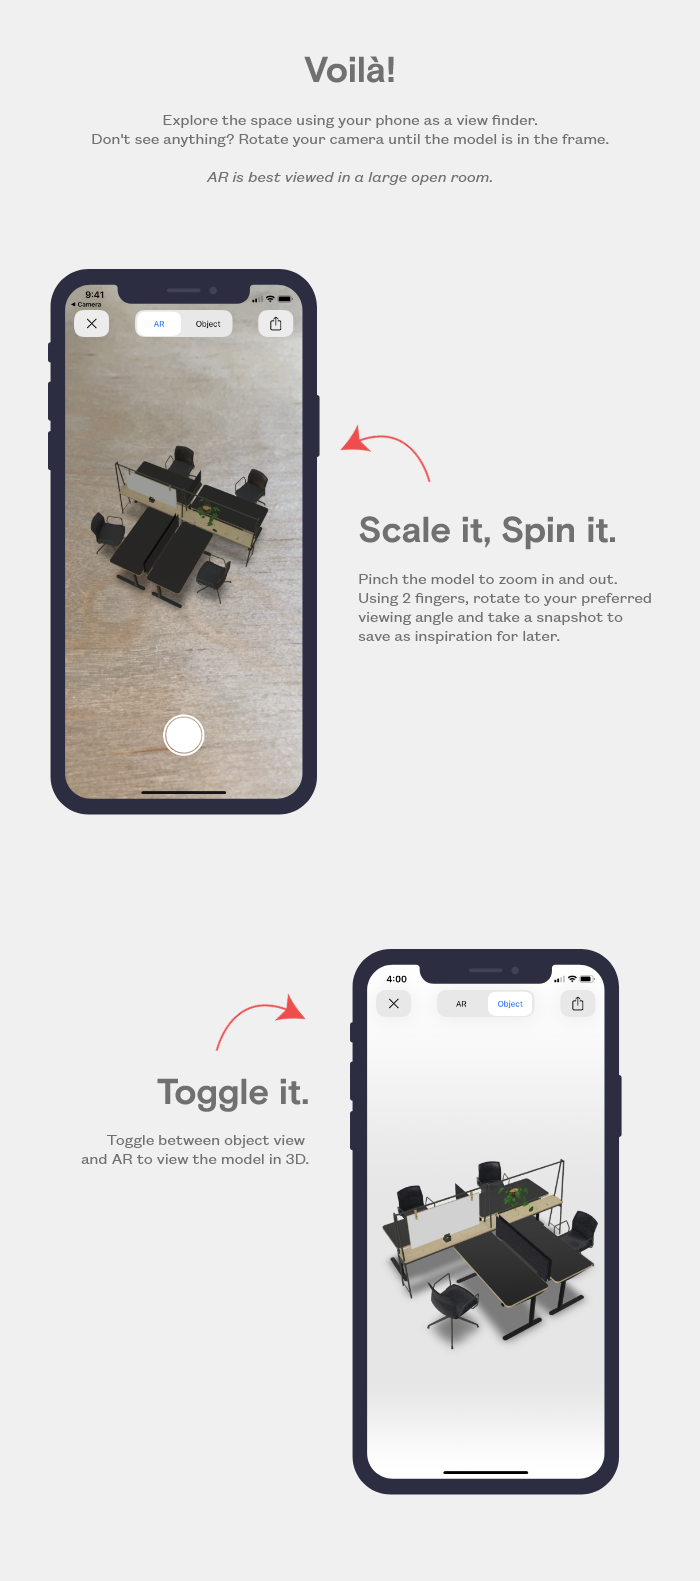 Voilà!
Explore the space using your phone as a view finder.
Don't see anything? Rotate your camera until the model is in the frame.
AR is best viewed in a large open room.
9:41
◀ Camera
AR Object
Scale it, Spin it.
Pinch the model to zoom in and out.
Using 2 fingers, rotate to your preferred
viewing angle and take a snapshot to
save as inspiration for later.
4:00
AR Object
Toggle it.
Toggle between object view
and AR to view the model in 3D.